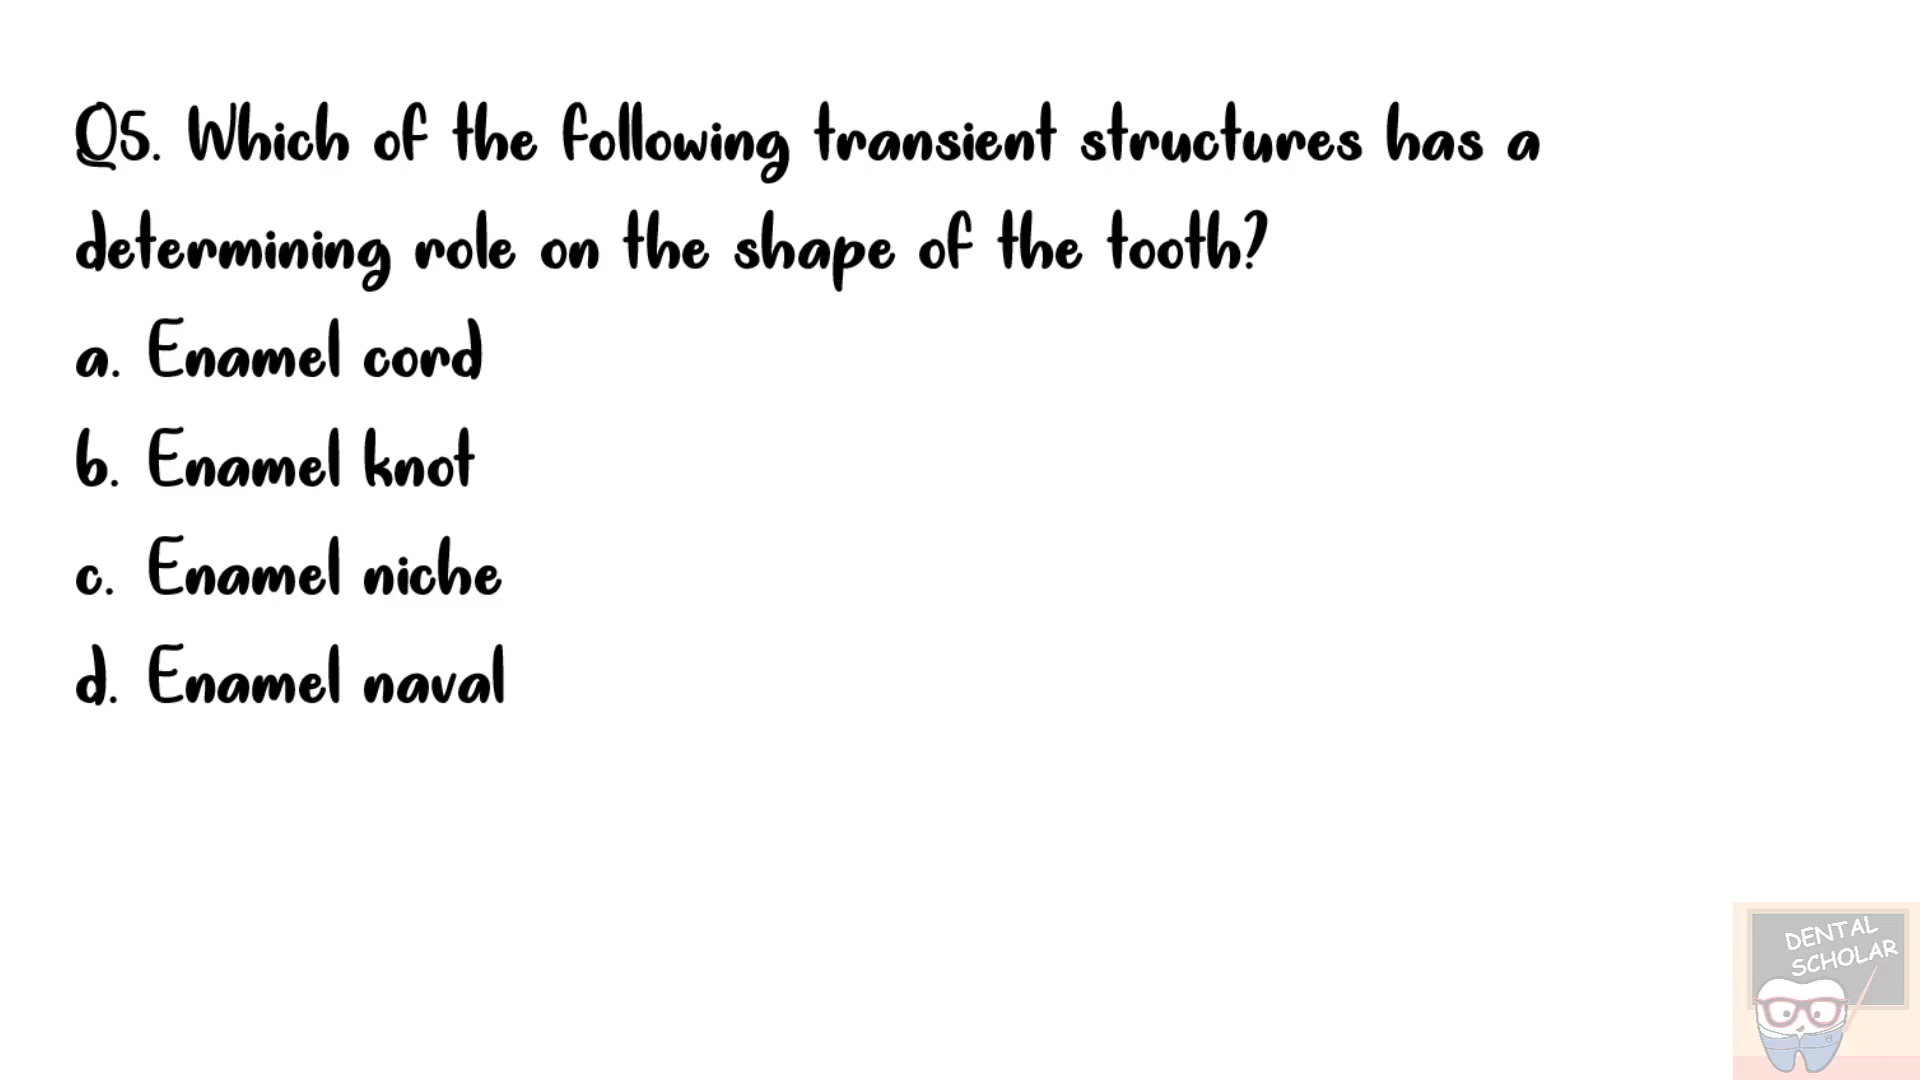 Q5. Which of the following transient structures has a
determining role on the shape of the tooth?
a. Enamel cord
b. Enamel knot
c. Enamel niche
d. Enamel naval
DENTAL
SCHOLAR